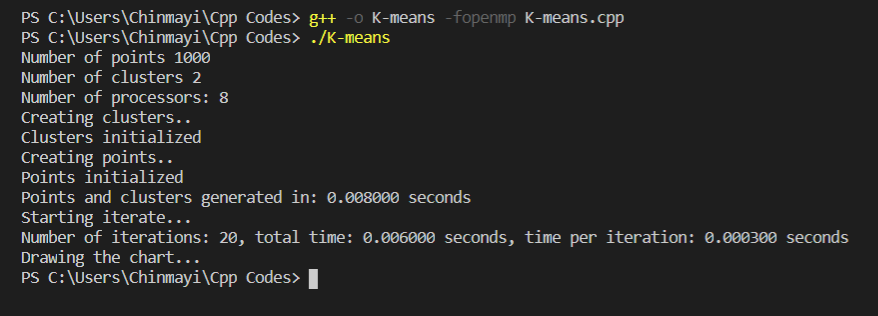 PS C:\Users\Chinmayi\Cpp Codes> g++ -o K-means -fopenmp K-means.cpp
PS C:\Users\Chinmayi\Cpp Codes> ./K-means
Number of points 1000
Number of clusters 2
Number of processors: 8
Creating clusters..
Clusters initialized
Creating points..
Points initialized
Points and clusters generated in: 0.008000 seconds
Starting iterate...
Number of iterations: 20, total time: 0.006000 seconds, time per iteration: 0.000300 seconds
Drawing the chart...
PS C:\Users\Chinmayi\Cpp Codes>